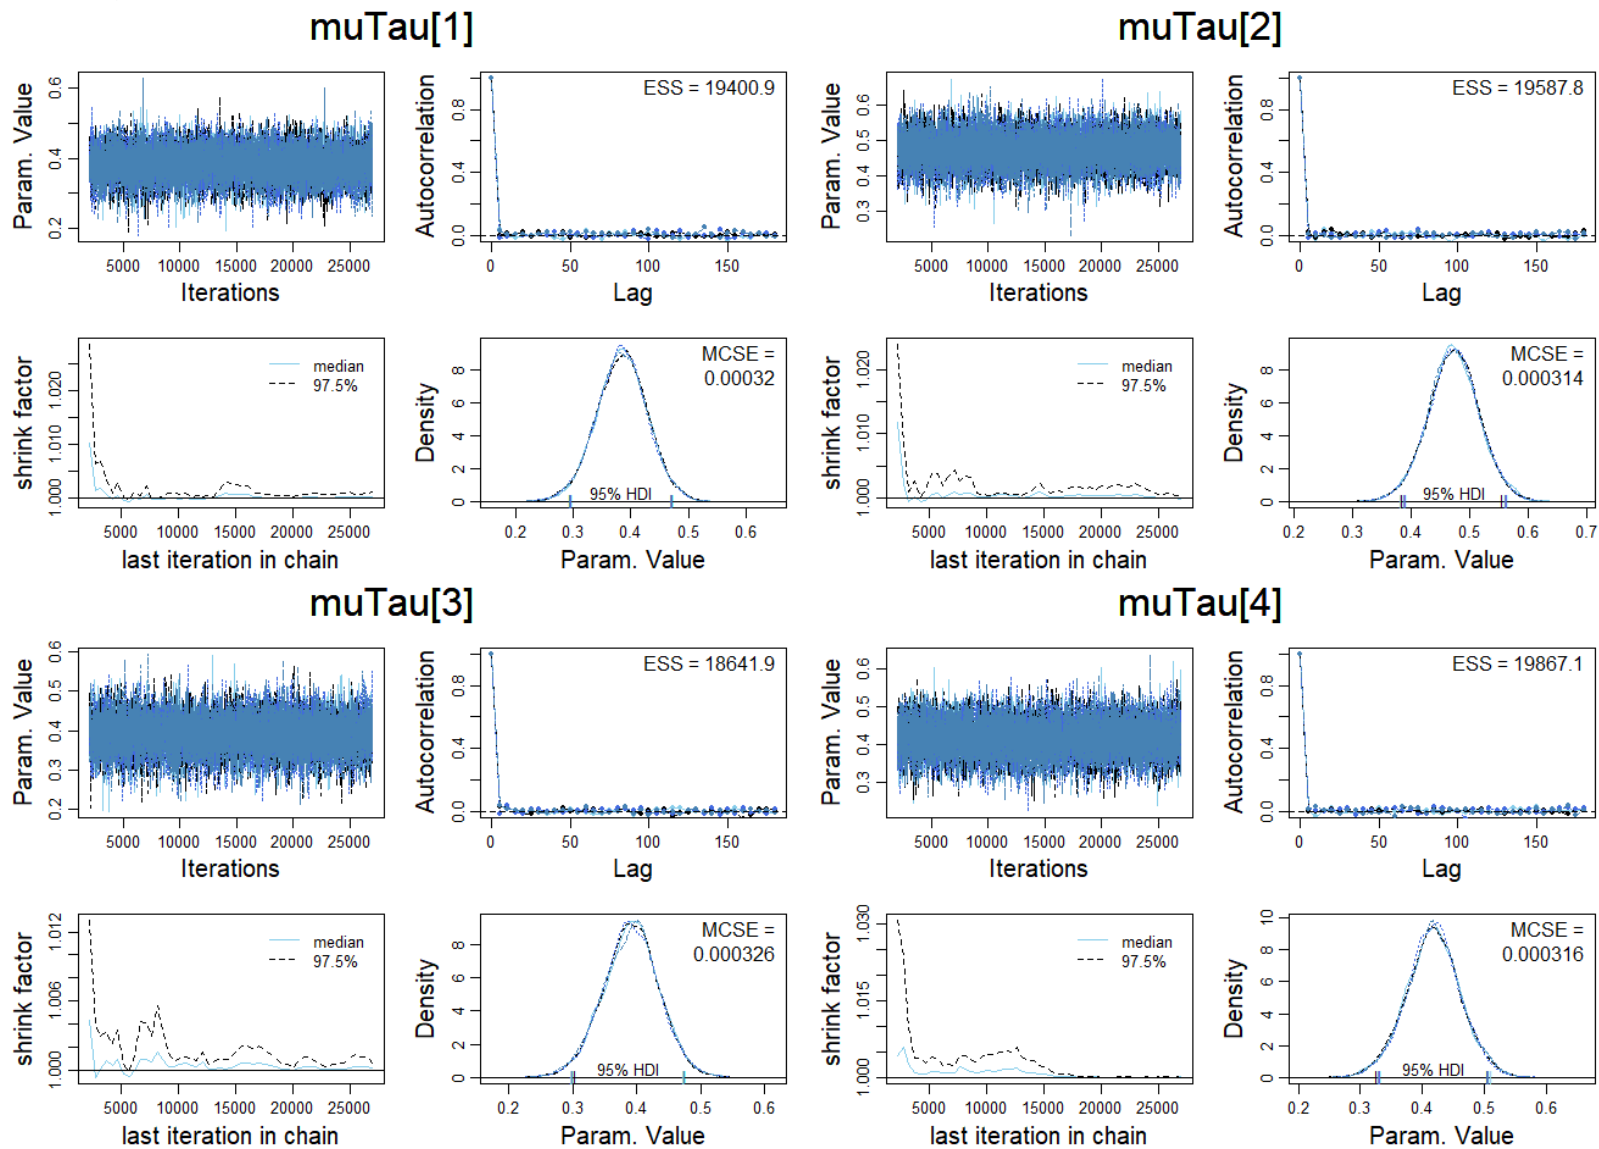 muTau[1]
Param. Value
0.2 0.4 0.6
5000 10000 15000 20000 25000
Iterations
Autocorrelation
0.0 0.4 0.8
ESS = 19400.9
0 50 100 150
Lag
shrink factor
1.000 1.010 1.020
median
97.5%
5000 10000 15000 20000 25000
last iteration in chain
Density
0 2 4 6 8
MCSE =
0.00032
95% HDI
0.2 0.3 0.4 0.5 0.6
Param. Value
muTau[2]
Param. Value
0.3 0.4 0.5 0.6
5000 10000 15000 20000 25000
Iterations
Autocorrelation
0.0 0.4 0.8
ESS = 19587.8
0 50 100 150
Lag
shrink factor
1.000 1.010 1.020
median
97.5%
5000 10000 15000 20000 25000
last iteration in chain
Density
0 2 4 6 8
MCSE =
0.000314
95% HDI
0.2 0.3 0.4 0.5 0.6 0.7
Param. Value
muTau[3]
Param. Value
0.2 0.3 0.4 0.5 0.6
5000 10000 15000 20000 25000
Iterations
Autocorrelation
0.0 0.4 0.8
ESS = 18641.9
0 50 100 150
Lag
shrink factor
1.000 1.006 1.012
median
97.5%
5000 10000 15000 20000 25000
last iteration in chain
Density
0 2 4 6 8
MCSE =
0.000326
95% HDI
0.2 0.3 0.4 0.5 0.6
Param. Value
muTau[4]
Param. Value
0.3 0.4 0.5 0.6
5000 10000 15000 20000 25000
Iterations
Autocorrelation
0.0 0.4 0.8
ESS = 19867.1
0 50 100 150
Lag
shrink factor
1.000 1.015 1.030
median
97.5%
5000 10000 15000 20000 25000
last iteration in chain
Density
0 2 4 6 8 10
MCSE =
0.000316
95% HDI
0.2 0.3 0.4 0.5 0.6
Param. Value